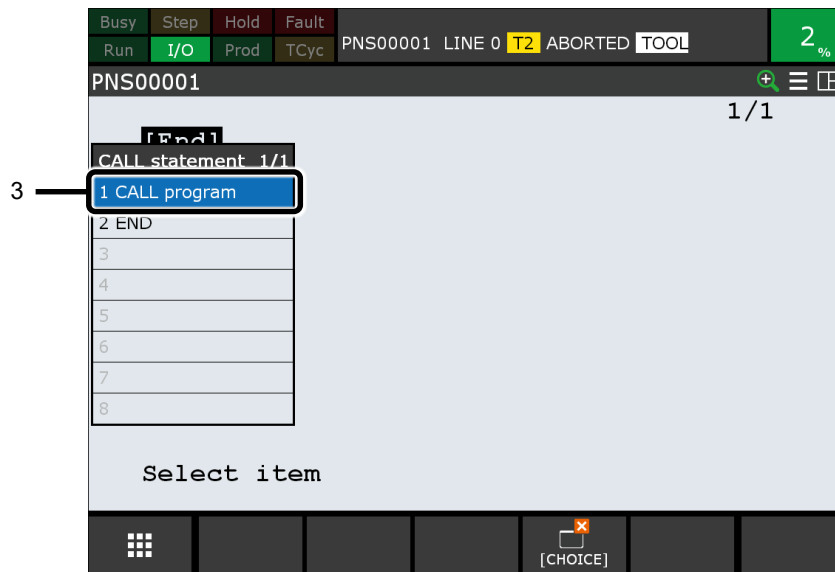 Busy Step Hold Fault
Run I/O Prod TCyc
PNS00001 LINE 0 T2 ABORTED TOOL
2%
PNS00001
1/1
[End]
CALL statement 1/1
3
1 CALL program
2 END
3
4
5
6
7
8
Select item
[CHOICE]